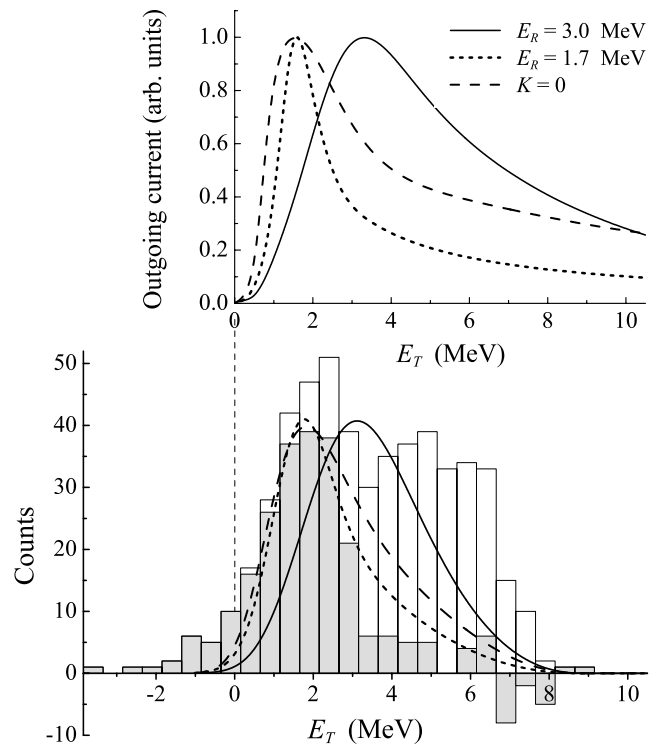 Outgoing current (arb. units)
1.0
0.8
0.6
0.4
0.2
0.0
E_R = 3.0 MeV
E_R = 1.7 MeV
K = 0
0 2 4 6 8 10
E_T (MeV)
Counts
50
40
30
20
10
0
-10
-2 0 2 4 6 8 10
E_T (MeV)